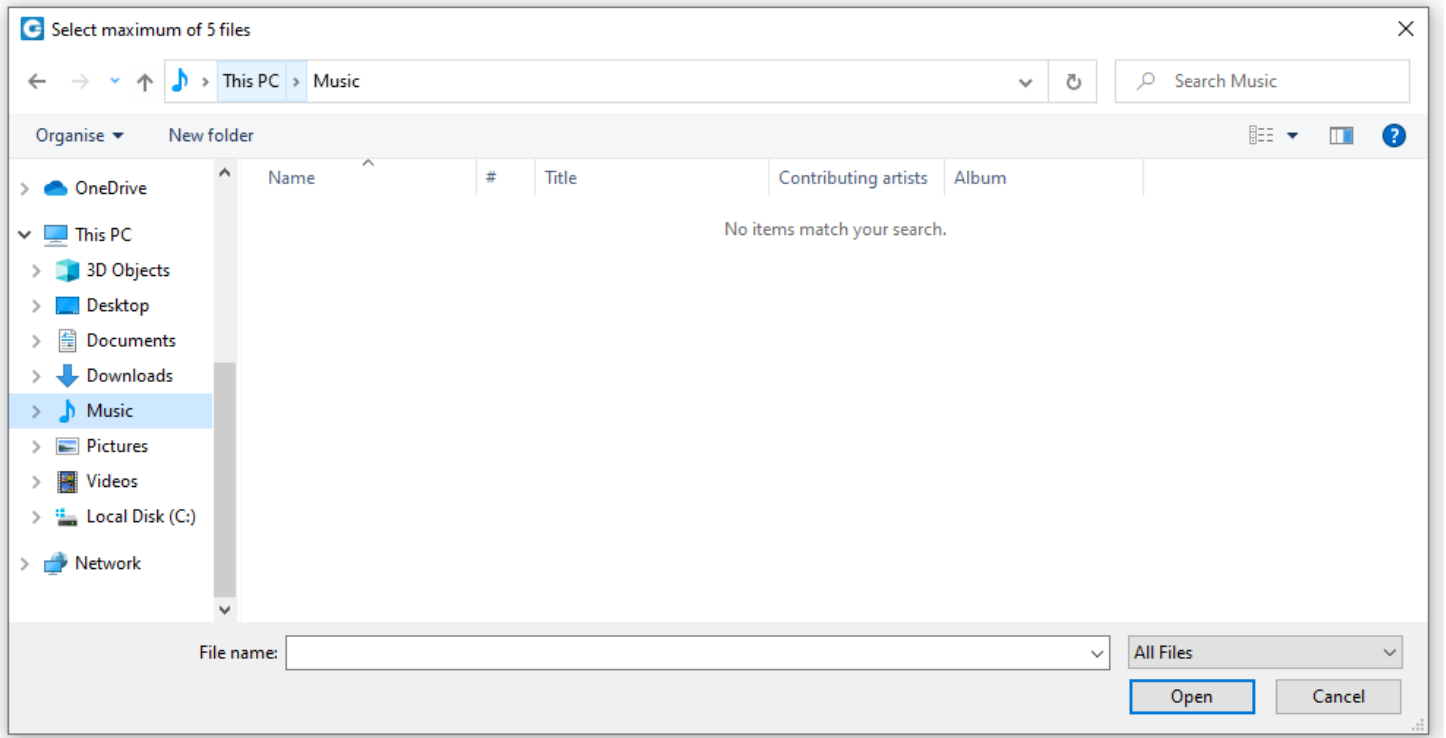 Select maximum of 5 files
This PC > Music
Search Music
Organise
New folder
Name # Title Contributing artists Album
No items match your search.
OneDrive
This PC
3D Objects
Desktop
Documents
Downloads
Music
Pictures
Videos
Local Disk (C:)
Network
File name:
All Files
Open
Cancel